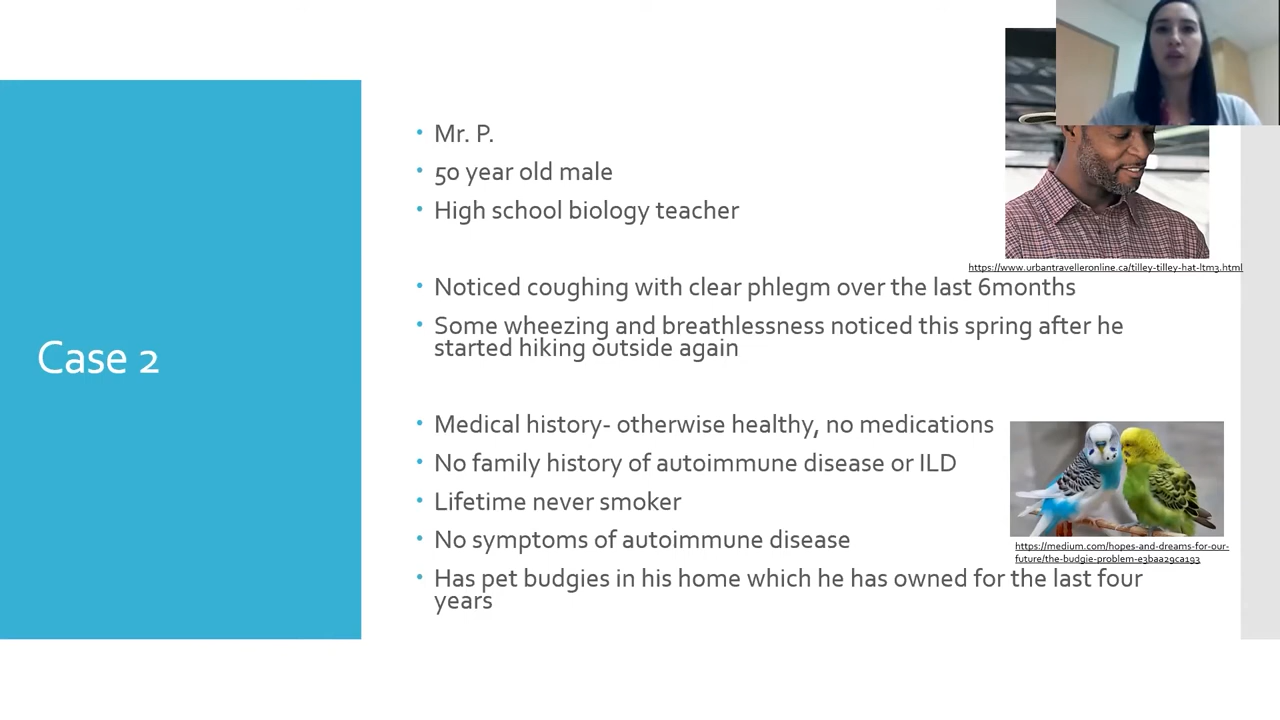 Case 2
• Mr. P.
• 50 year old male
• High school biology teacher
https://www.urbantravelleronline.ca/tilley-tilley-hat-ltm3.html
• Noticed coughing with clear phlegm over the last 6months
• Some wheezing and breathlessness noticed this spring after he
started hiking outside again
• Medical history- otherwise healthy, no medications
• No family history of autoimmune disease or ILD
• Lifetime never smoker
• No symptoms of autoimmune disease
https://medium.com/hopes-and-dreams-for-our-
future/the-budgie-problem-e3baa29ca193
• Has pet budgies in his home which he has owned for the last four
years